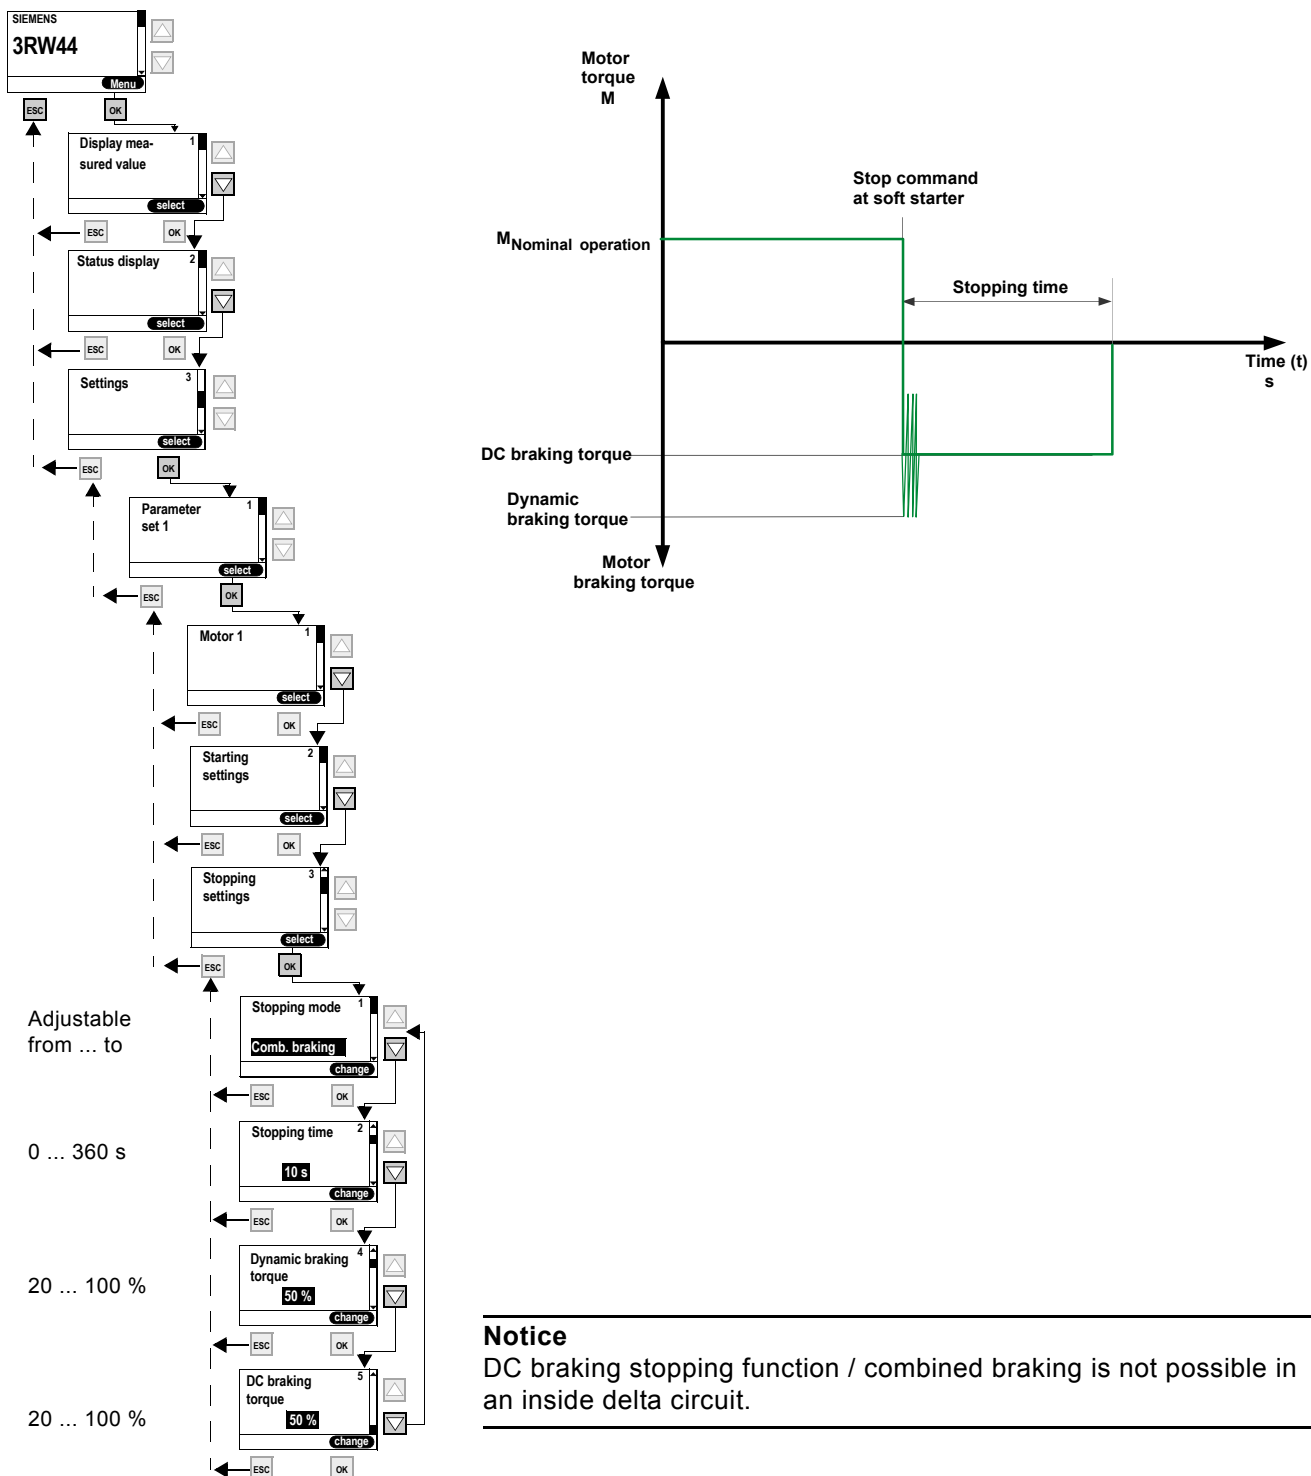 SIEMENS
3RW44
Menu
ESC
OK
Display mea-
sured value
1
select
ESC
OK
Status display
2
select
ESC
OK
Settings
3
select
ESC
OK
Parameter
set 1
1
select
ESC
OK
Motor 1
1
select
ESC
OK
Starting
settings
2
select
ESC
OK
Stopping
settings
3
select
ESC
OK
Adjustable
from ... to
Stopping mode
1
Comb. braking
change
ESC
OK
0 ... 360 s
Stopping time
2
10 s
change
ESC
OK
20 ... 100 %
Dynamic braking
torque
4
50 %
change
ESC
OK
20 ... 100 %
DC braking
torque
5
50 %
change
ESC
OK
Motor
torque
M
Stop command
at soft starter
MNominal operation
Stopping time
Time (t)
s
DC braking torque
Dynamic
braking torque
Motor
braking torque
Notice
DC braking stopping function / combined braking is not possible in
an inside delta circuit.